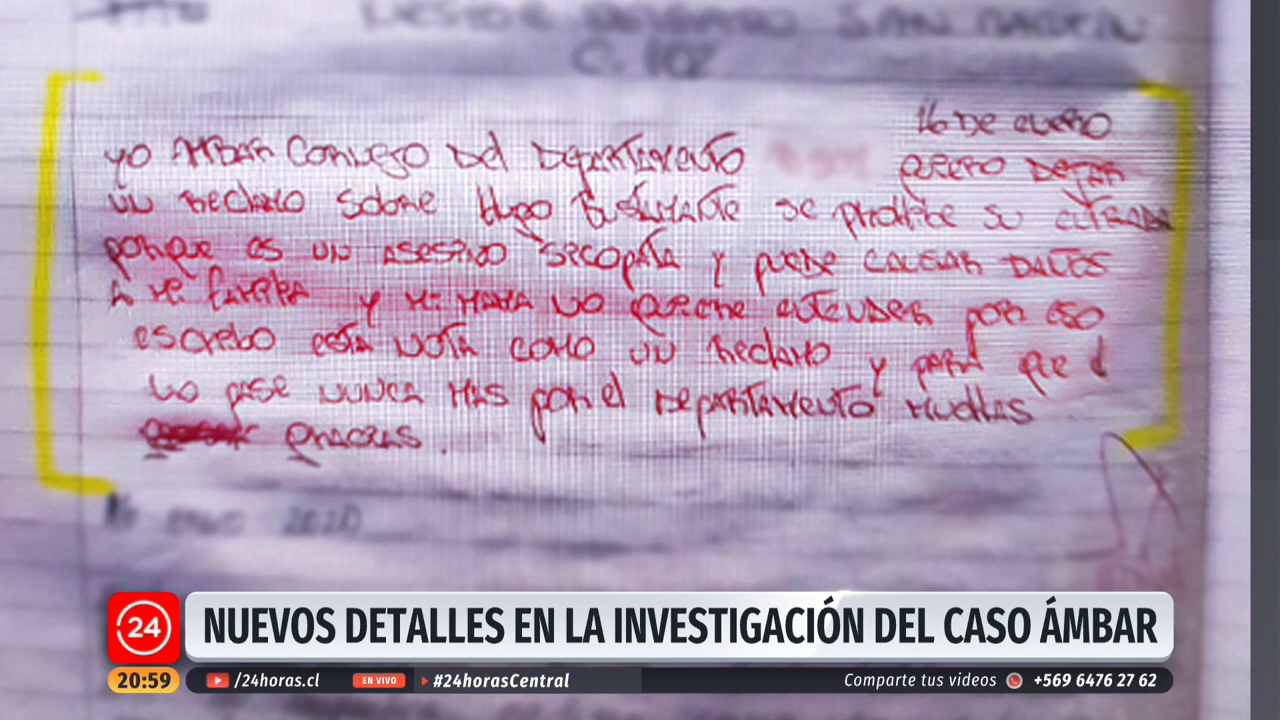 C. 102
16 DE enero
yo AMBAR CORNEJO Del DEPARTAMENTO QUIERO DEJAR
UN Reclamo sobre Hugo BUSTAMANTE se prohibe su entrada
porque es un ASESINO SICOPATA y puede CAUSAR DAÑOS
A MI FAMILIA y MI MAMA NO quiere entender por eso
escribo esta nota como un Reclamo y para que el
no pase nunca MAS por el DEPARTAMENTO MUCHAS
gracias.
enero 2020
24
NUEVOS DETALLES EN LA INVESTIGACIÓN DEL CASO ÁMBAR
20:59 /24horas.cl EN VIVO #24horasCentral Comparte tus videos +569 6476 27 62